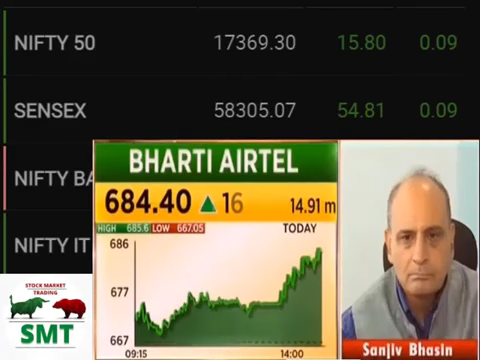 NIFTY 50 17369.30 15.80 0.09
SENSEX 58305.07 54.81 0.09
NIFTY BA
NIFTY IT
BHARTI AIRTEL
684.40 ▲ 16 14.91 m
HIGH 685.6 LOW 667.05 TODAY
686
677
667
09:15 14:00
STOCK MARKET
TRADING
SMT
Sanjiv Bhasin